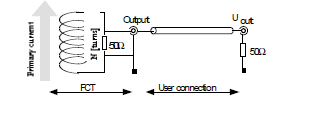 Primary current
N [turns]
50Ω
Output
U out
50Ω
FCT
User connection